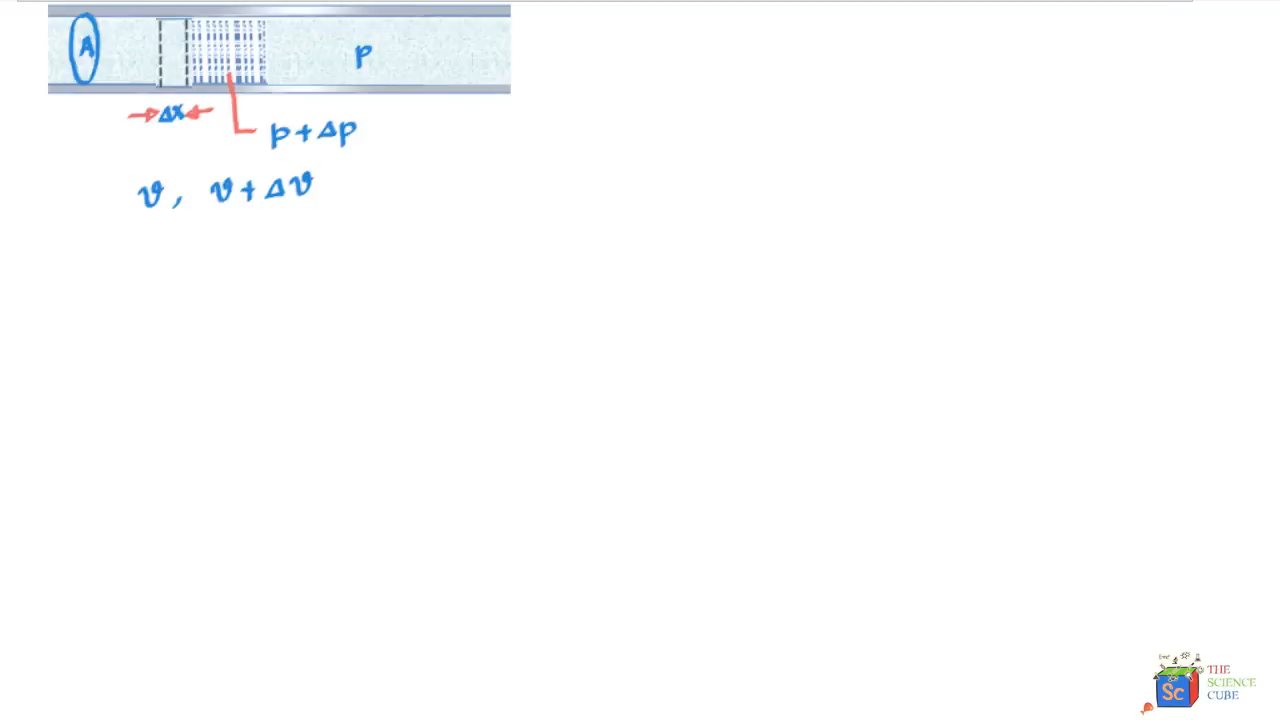 A
p
Δx
p + Δp
v, v + Δv
Sc
THE
SCIENCE
CUBE